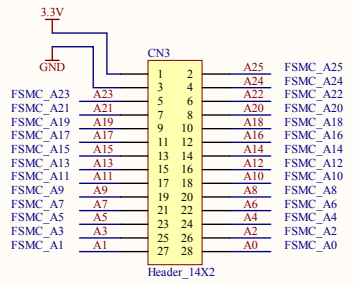 3.3V
GND
CN3
1 2 A25 FSMC_A25
3 4 A24 FSMC_A24
FSMC_A23 A23 5 6 A22 FSMC_A22
FSMC_A21 A21 7 8 A20 FSMC_A20
FSMC_A19 A19 9 10 A18 FSMC_A18
FSMC_A17 A17 11 12 A16 FSMC_A16
FSMC_A15 A15 13 14 A14 FSMC_A14
FSMC_A13 A13 15 16 A12 FSMC_A12
FSMC_A11 A11 17 18 A10 FSMC_A10
FSMC_A9 A9 19 20 A8 FSMC_A8
FSMC_A7 A7 21 22 A6 FSMC_A6
FSMC_A5 A5 23 24 A4 FSMC_A4
FSMC_A3 A3 25 26 A2 FSMC_A2
FSMC_A1 A1 27 28 A0 FSMC_A0
Header_14X2